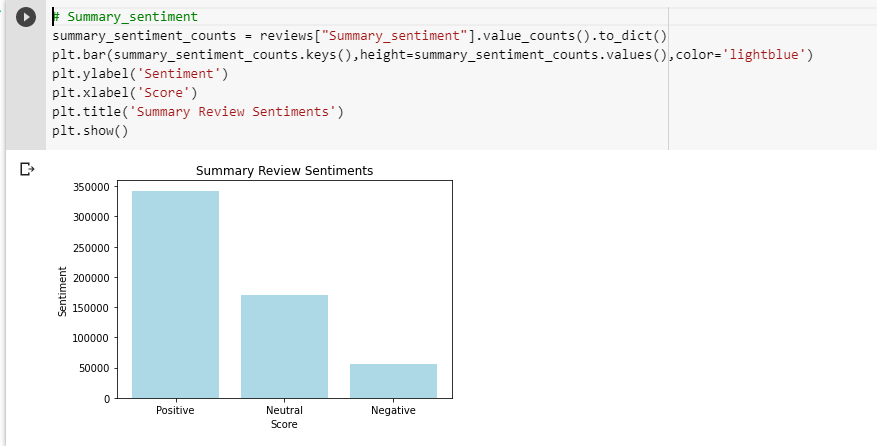 # Summary_sentiment
summary_sentiment_counts = reviews["Summary_sentiment"].value_counts().to_dict()
plt.bar(summary_sentiment_counts.keys(),height=summary_sentiment_counts.values(),color='lightblue')
plt.ylabel('Sentiment')
plt.xlabel('Score')
plt.title('Summary Review Sentiments')
plt.show()
Summary Review Sentiments
350000
300000
250000
200000
150000
100000
50000
0
Sentiment
Positive Neutral Negative
Score